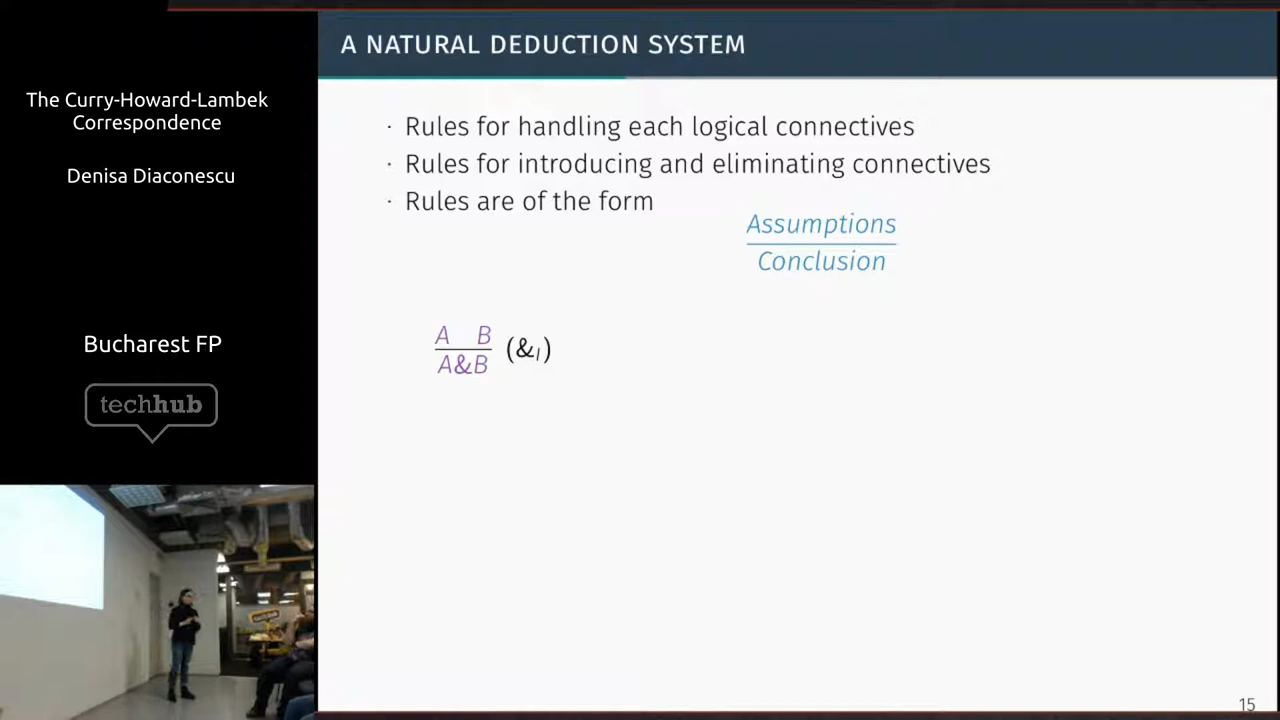 The Curry-Howard-Lambek
Correspondence
Denisa Diaconescu
Bucharest FP
techhub
A NATURAL DEDUCTION SYSTEM
· Rules for handling each logical connectives
· Rules for introducing and eliminating connectives
· Rules are of the form
Assumptions
Conclusion
A B
A&B (&I)
15